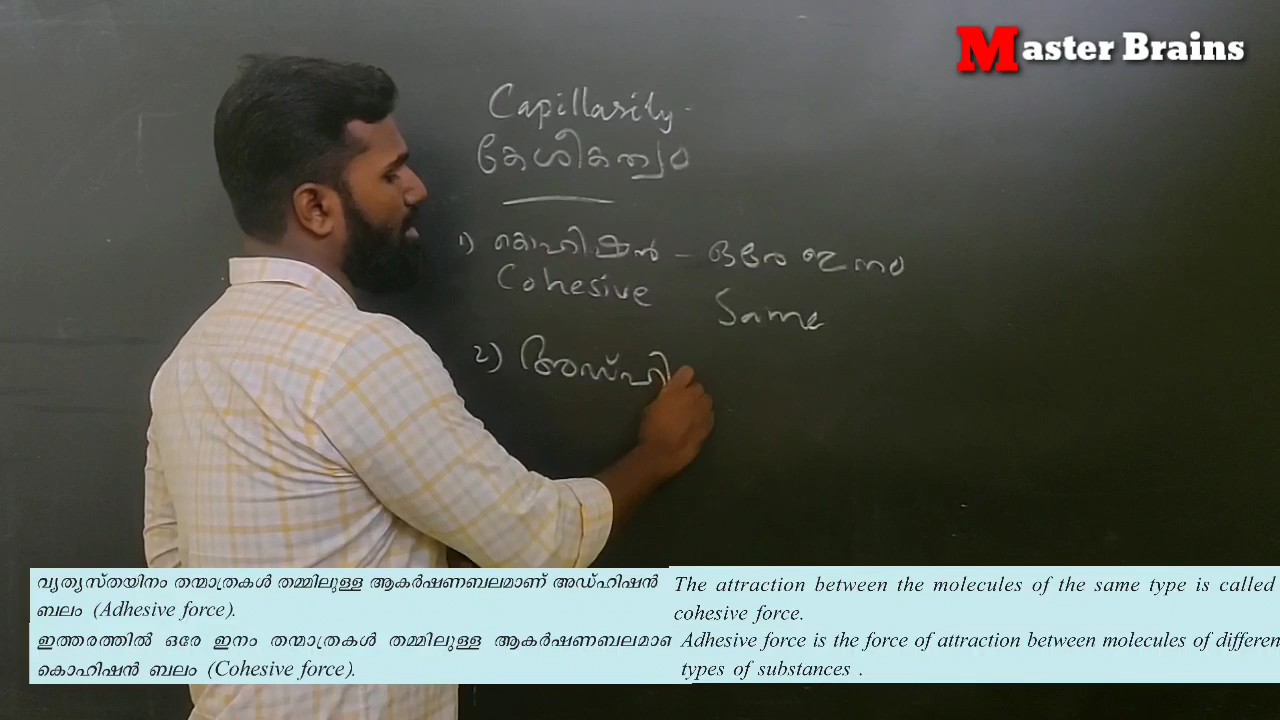 Master Brains
Capillarity
കേശികത്വം
1) കൊഹിഷൻ - ഒരേ ഇനം
Cohesive Same
2) അഡ്ഹി
വ്യത്യസ്തയിനം തന്മാത്രകൾ തമ്മിലുള്ള ആകർഷണബലമാണ് അഡ്ഹിഷൻ
ബലം (Adhesive force).
ഇത്തരത്തിൽ ഒരേ ഇനം തന്മാത്രകൾ തമ്മിലുള്ള ആകർഷണബലമാണ
കൊഹിഷൻ ബലം (Cohesive force).
The attraction between the molecules of the same type is called
cohesive force.
Adhesive force is the force of attraction between molecules of differen
types of substances .